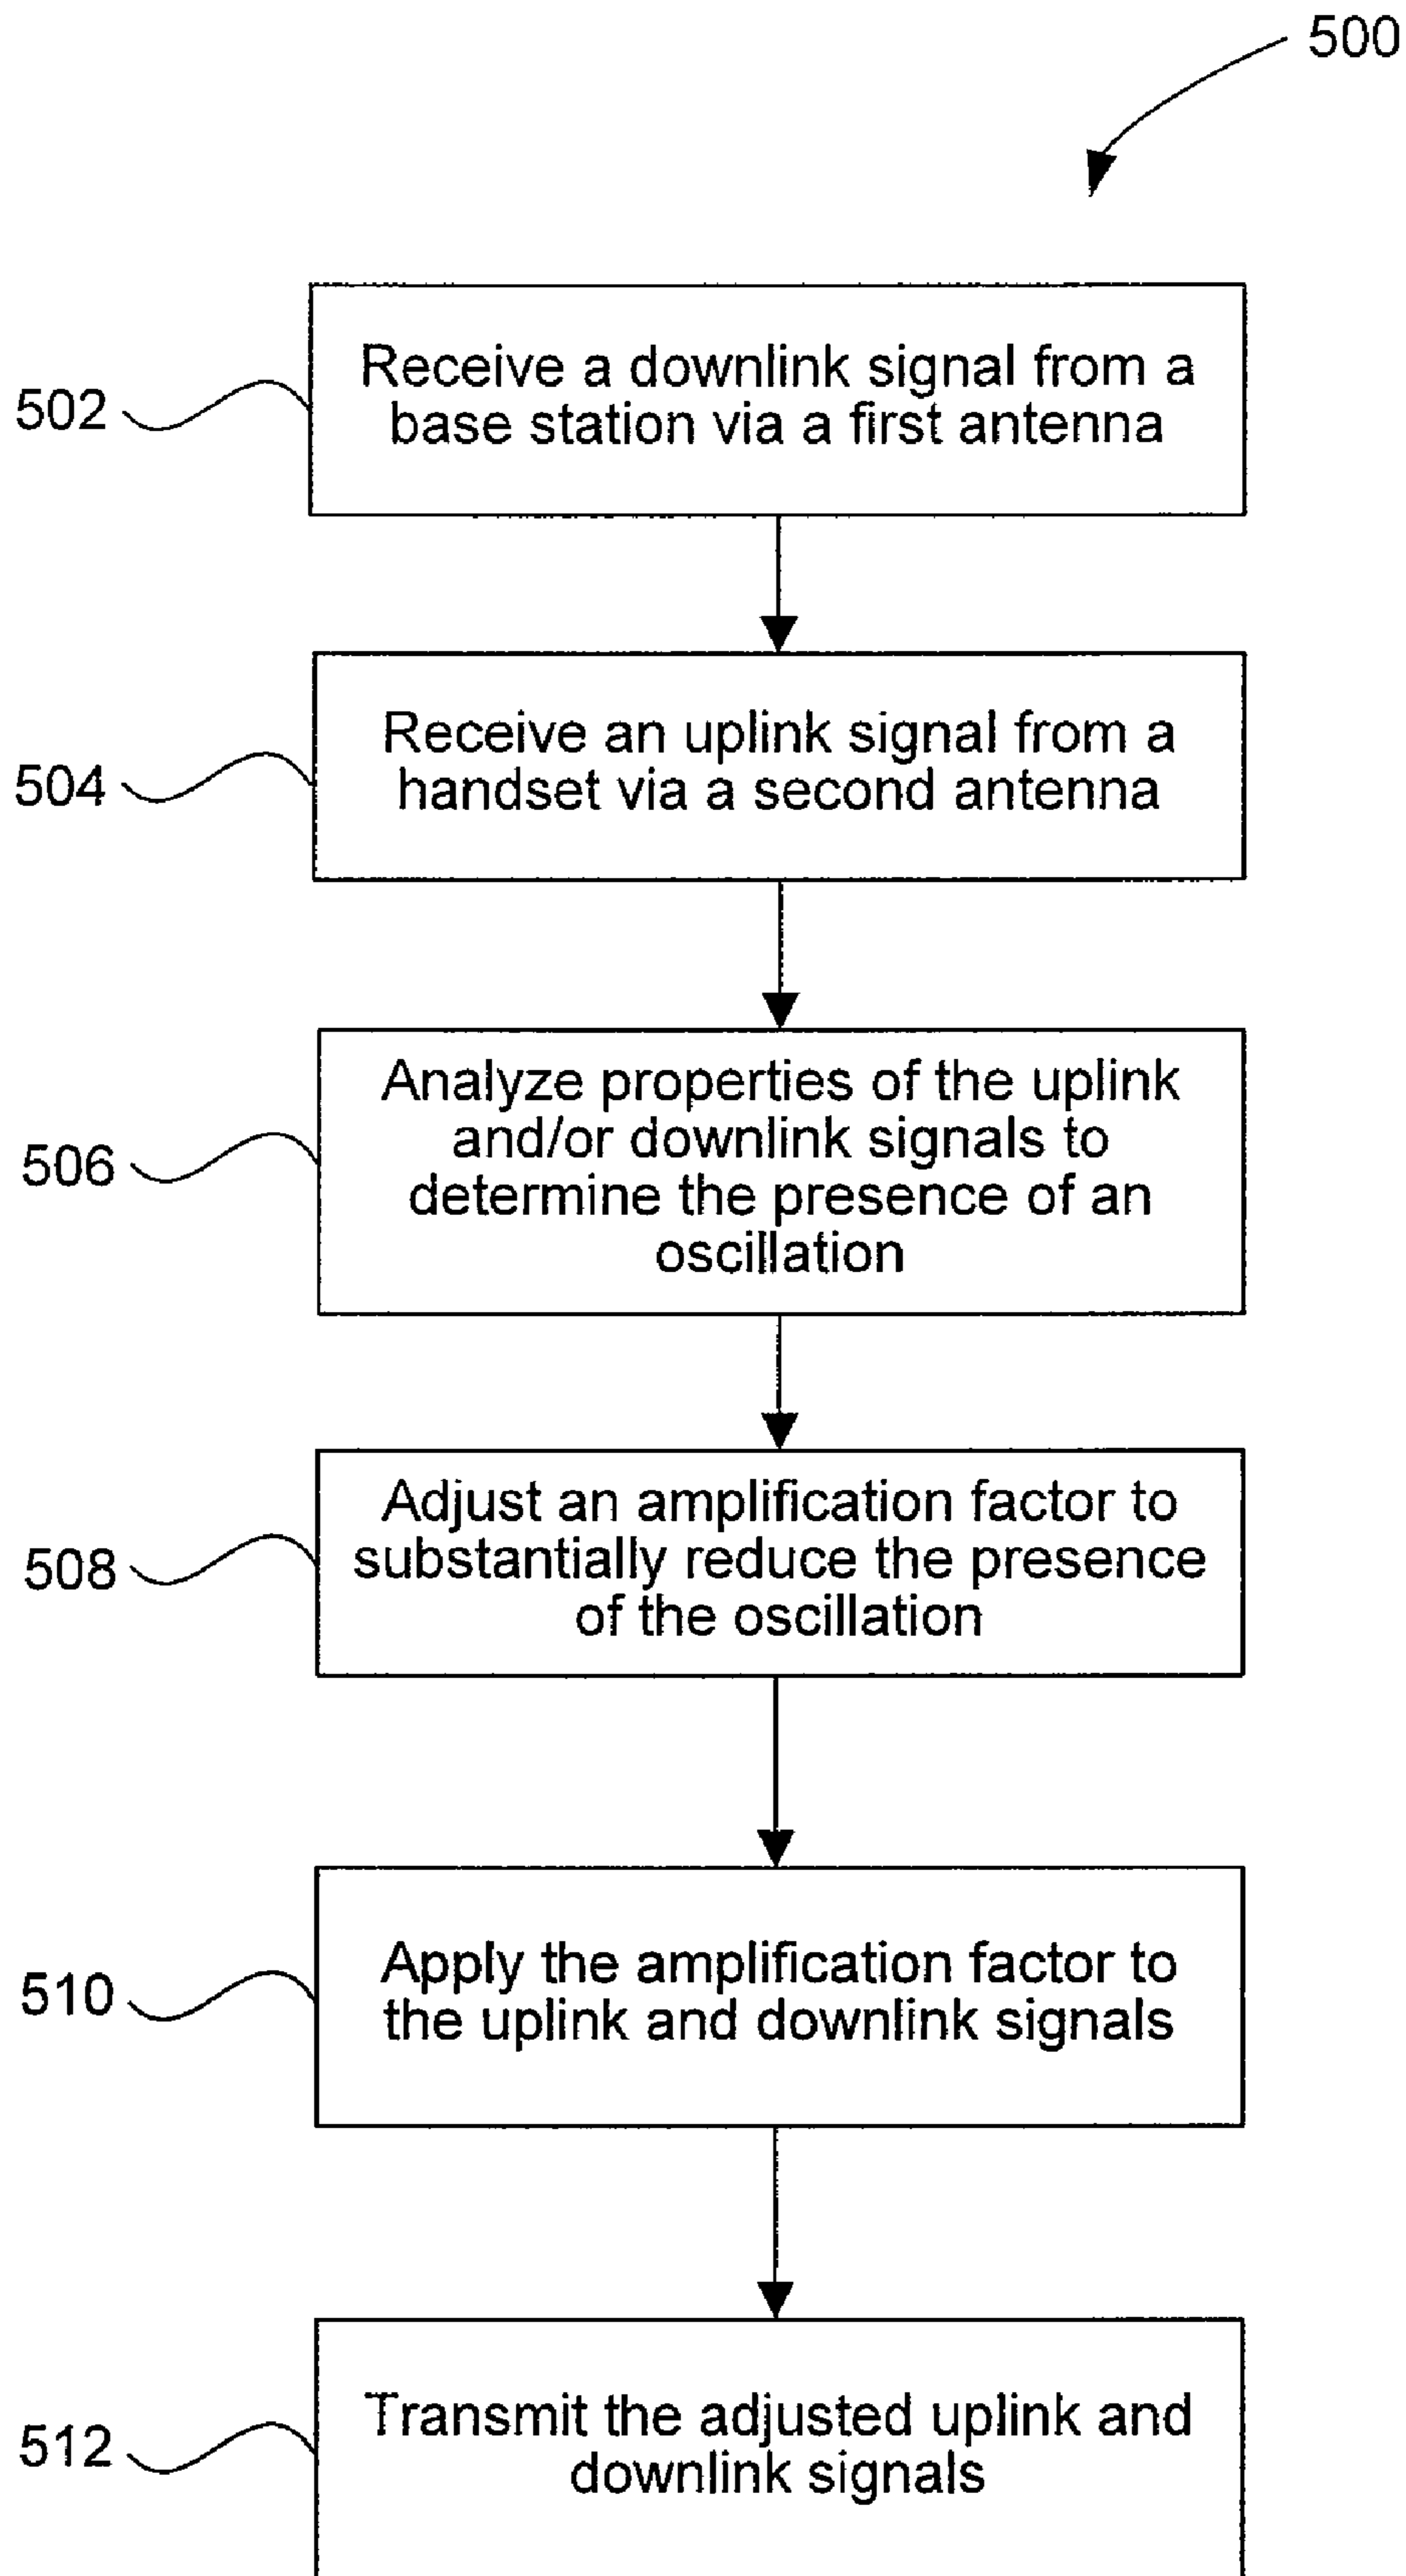 500
502
Receive a downlink signal from a
base station via a first antenna
504
Receive an uplink signal from a
handset via a second antenna
506
Analyze properties of the uplink
and/or downlink signals to
determine the presence of an
oscillation
508
Adjust an amplification factor to
substantially reduce the presence
of the oscillation
510
Apply the amplification factor to
the uplink and downlink signals
512
Transmit the adjusted uplink and
downlink signals